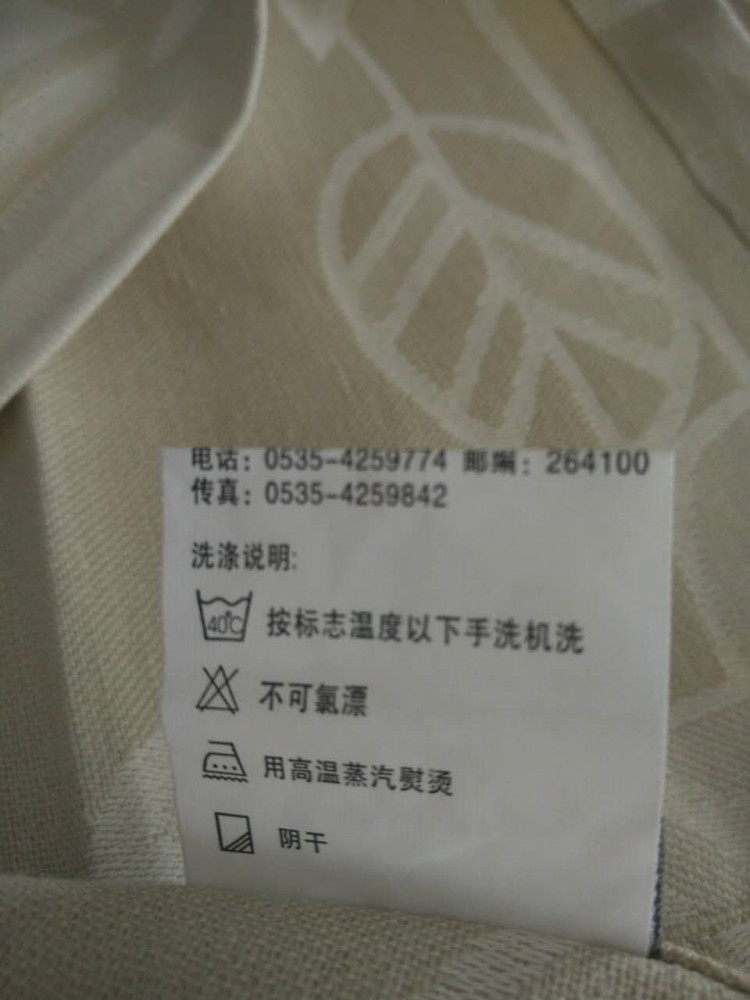 电话：0535-4259774 邮编：264100
传真：0535-4259842
洗涤说明:
40℃ 按标志温度以下手洗机洗
不可氯漂
用高温蒸汽熨烫
阴干